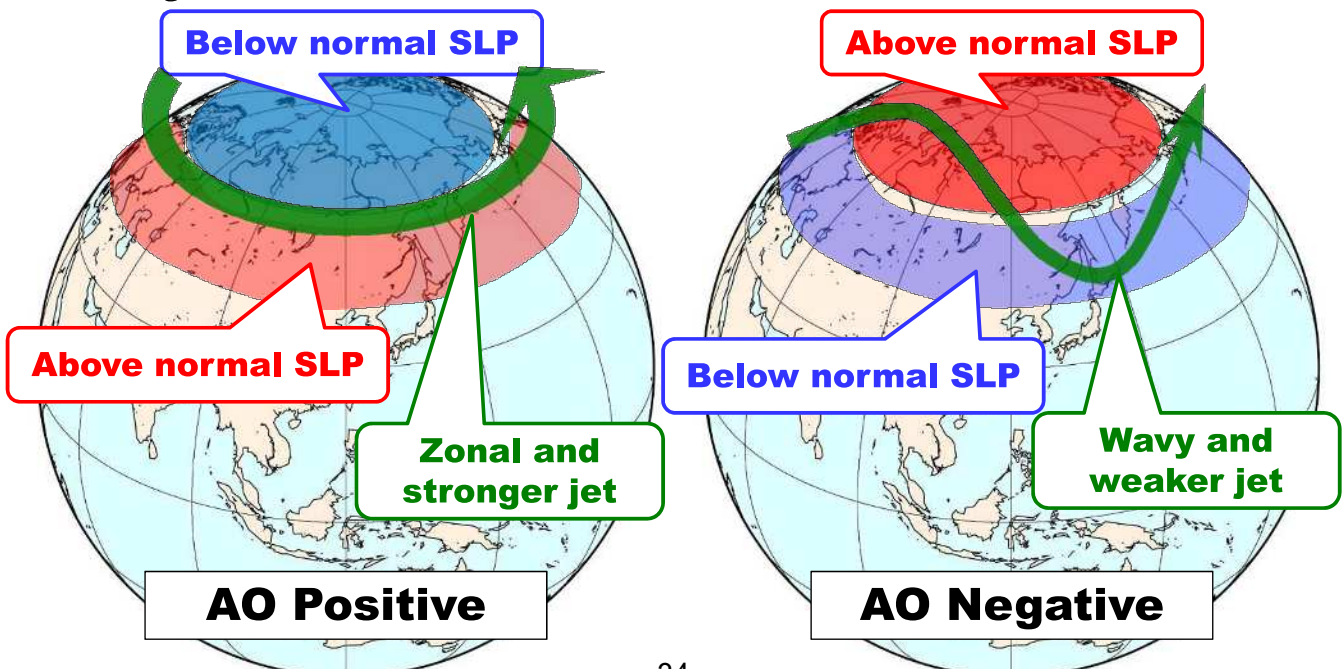 Below normal SLP
Above normal SLP
Zonal and
stronger jet
AO Positive
Above normal SLP
Below normal SLP
Wavy and
weaker jet
AO Negative